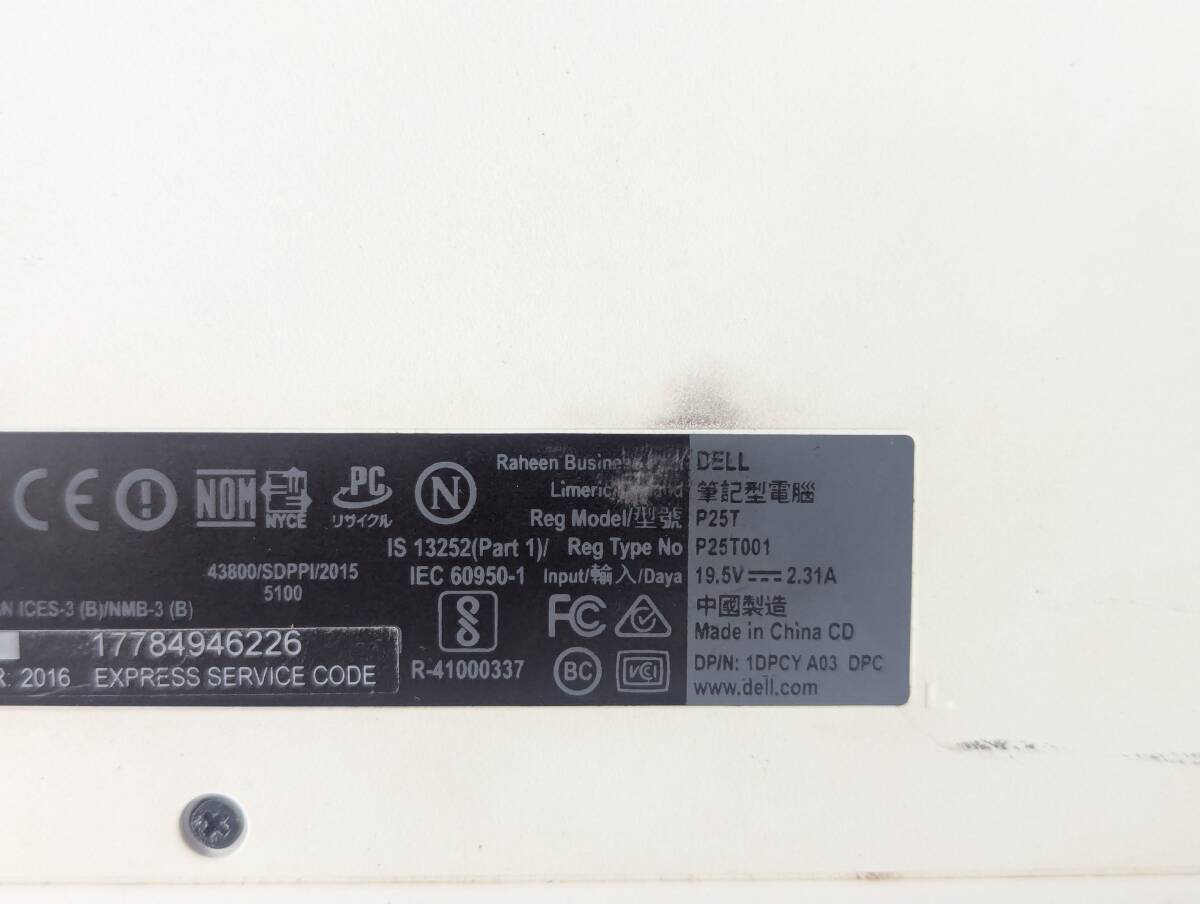 CE
NOM
NYCE
PC
リサイクル
N
Raheen
Limeric
DELL
筆記型電腦
Reg Model/型號 P25T
IS 13252(Part 1)/ Reg Type No P25T001
43800/SDPPI/2015
5100
IEC 60950-1 Input/輸入/Daya 19.5V 2.31A
N ICES-3 (B)/NMB-3 (B)
中國製造
FC
Made in China CD
17784946226
2016 EXPRESS SERVICE CODE
R-41000337
BC
VCI
DP/N: 1DPCY A03 DPC
www.dell.com